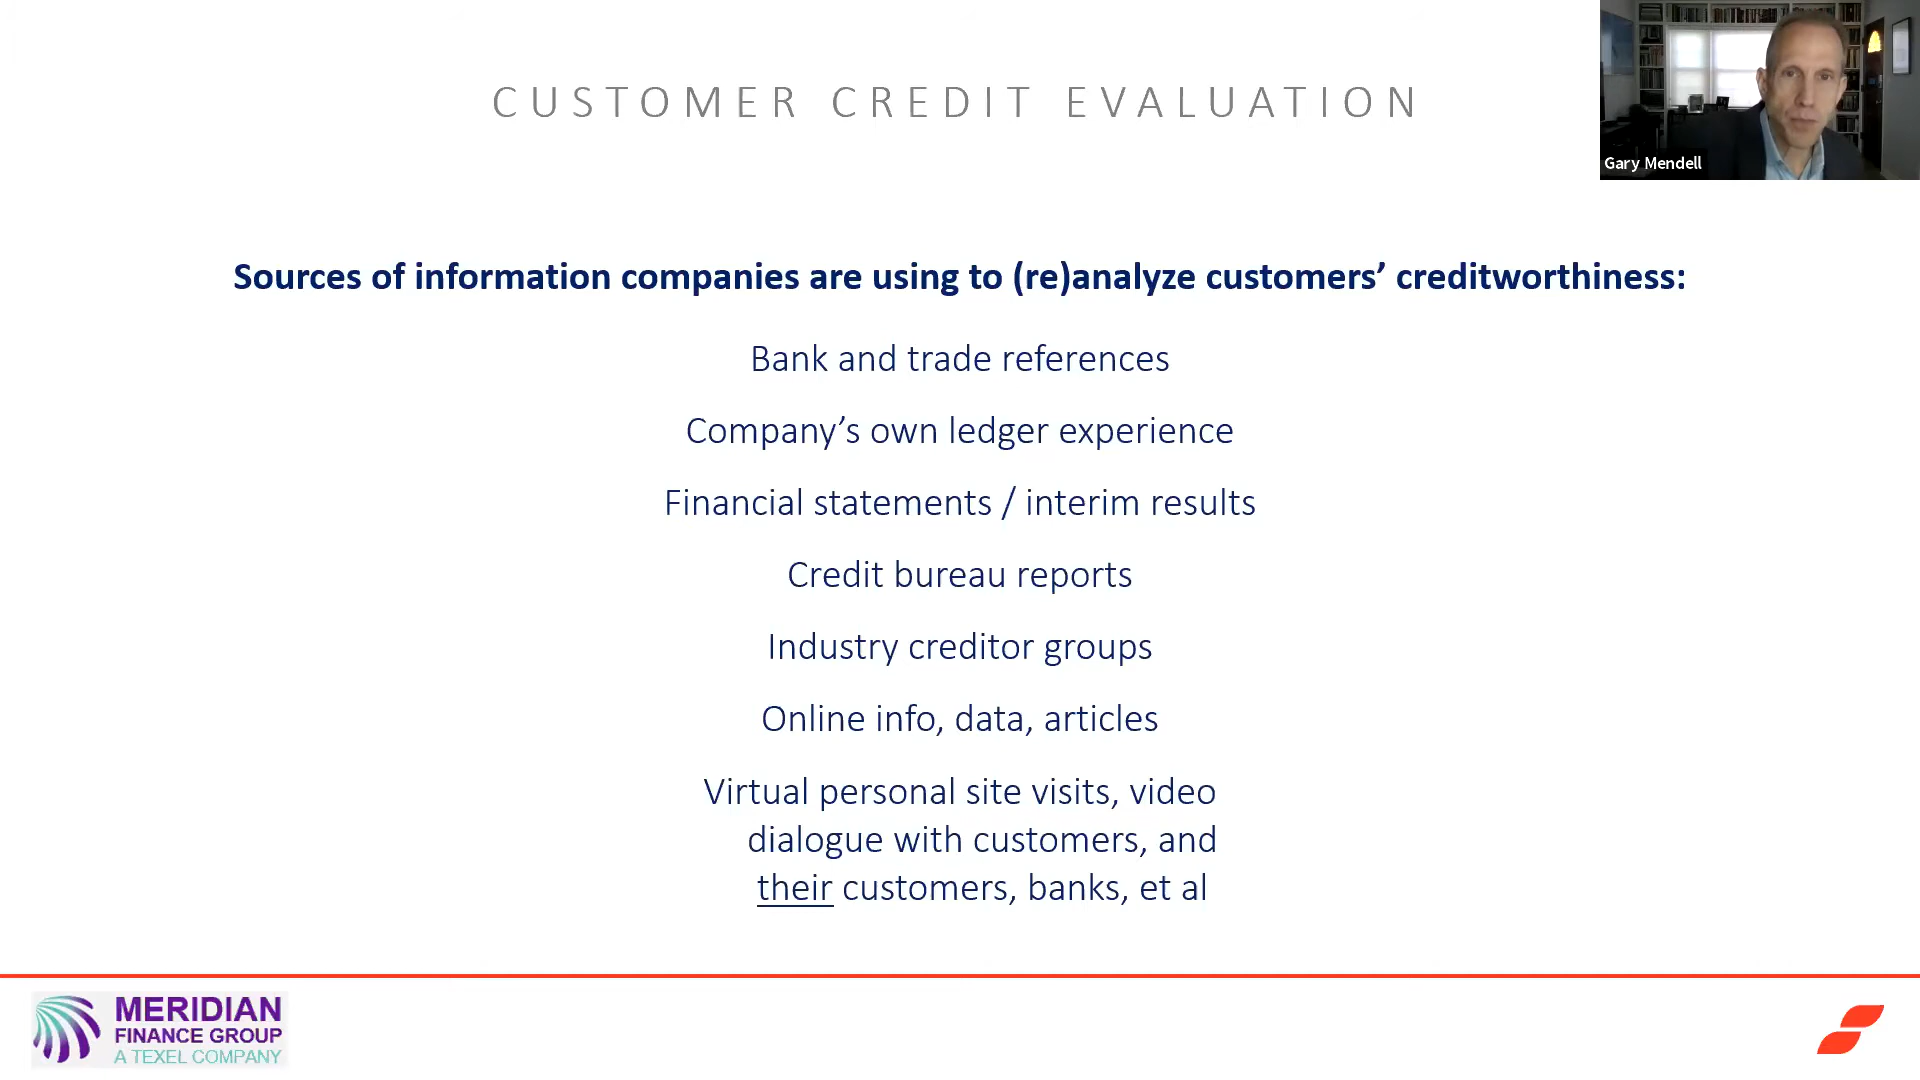 CUSTOMER CREDIT EVALUATION
Gary Mendell
Sources of information companies are using to (re)analyze customers’ creditworthiness:
Bank and trade references
Company’s own ledger experience
Financial statements / interim results
Credit bureau reports
Industry creditor groups
Online info, data, articles
Virtual personal site visits, video
dialogue with customers, and
their customers, banks, et al
MERIDIAN
FINANCE GROUP
A TEXEL COMPANY